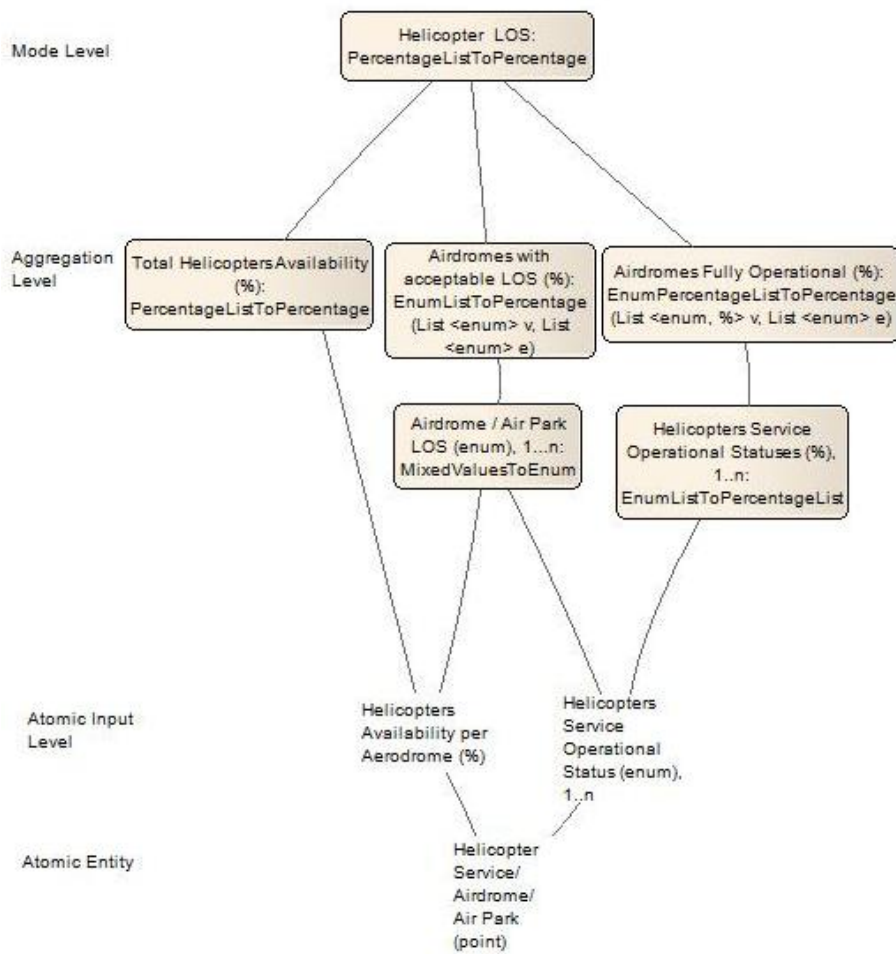 Mode Level
Helicopter LOS:
PercentageListToPercentage
Aggregation
Level
Total Helicopters Availability
(%):
PercentageListToPercentage
Airdromes with
acceptable LOS (%):
EnumListToPercentage
(List <enum> v, List
<enum> e)
Airdromes Fully Operational (%):
EnumPercentageListToPercentage
(List <enum, %> v, List <enum> e)
Airdrome / Air Park
LOS (enum), 1...n:
MixedValuesToEnum
Helicopters Service
Operational Statuses (%),
1..n:
EnumListToPercentageList
Atomic Input
Level
Helicopters
Availability per
Aerodrome (%)
Helicopters
Service
Operational
Status (enum),
1..n
Atomic Entity
Helicopter
Service/
Airdrome/
Air Park
(point)